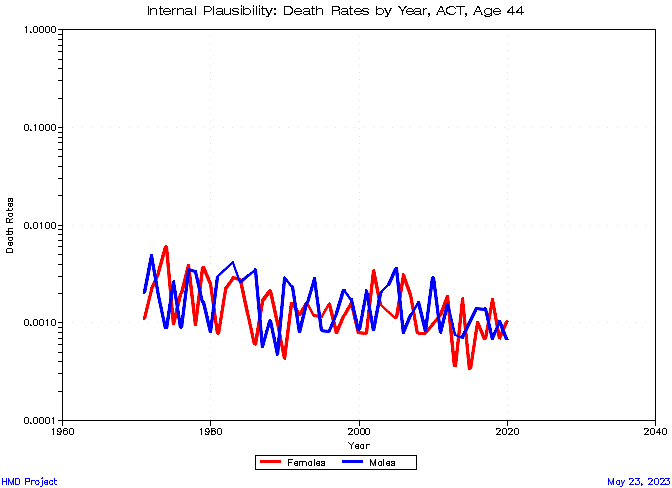 Internal Plausibility: Death Rates by Year, ACT, Age 44
1.0000
0.1000
0.0100
0.0010
0.0001
Death Rates
1960 1980 2000 2020 2040
Year
Females Males
HMD Project May 23, 2023